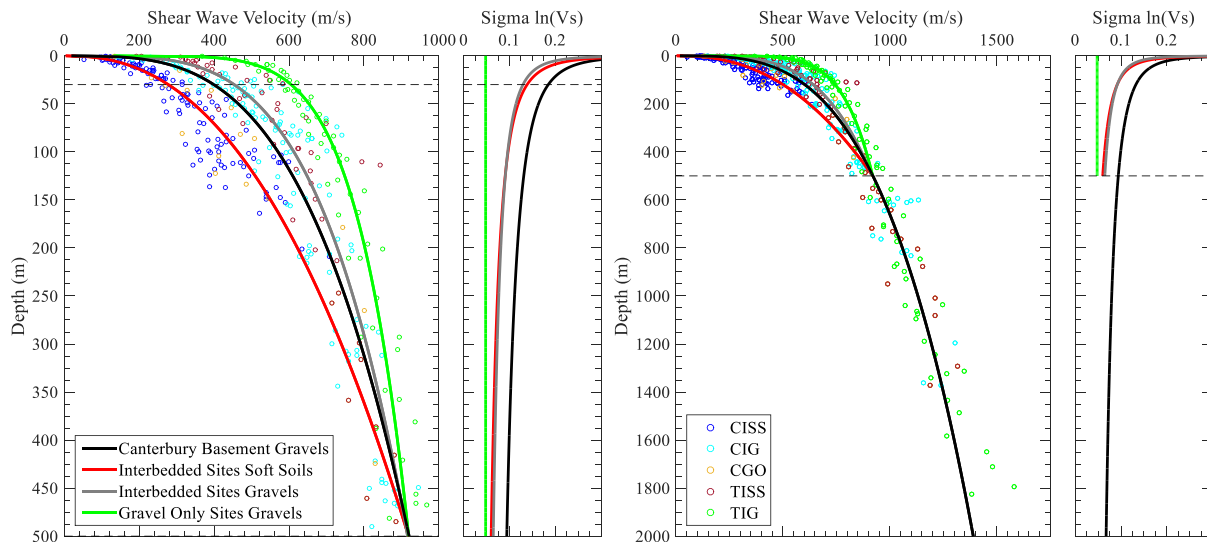 Shear Wave Velocity (m/s)
0 200 400 600 800 1000
Depth (m)
0
50
100
150
200
250
300
350
400
450
500
Canterbury Basement Gravels
Interbedded Sites Soft Soils
Interbedded Sites Gravels
Gravel Only Sites Gravels
Sigma ln(Vs)
0 0.1 0.2
Shear Wave Velocity (m/s)
0 500 1000 1500
Depth (m)
0
200
400
600
800
1000
1200
1400
1600
1800
2000
CISS
CIG
CGO
TISS
TIG
Sigma ln(Vs)
0 0.1 0.2